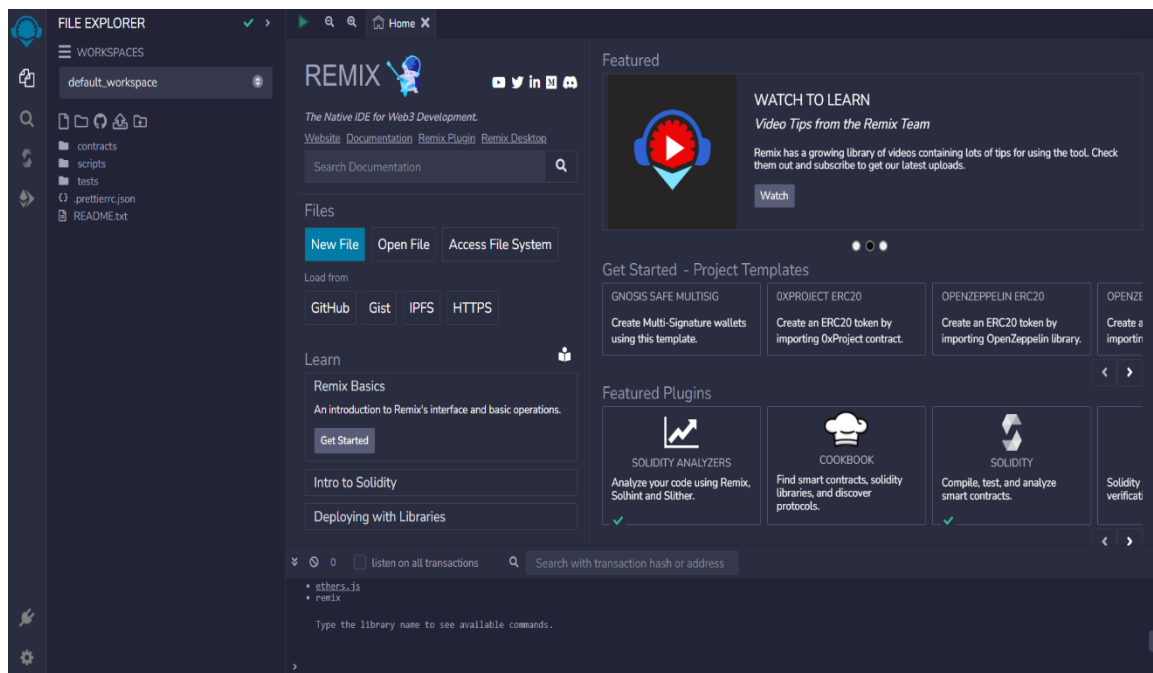 FILE EXPLORER
WORKSPACES
default_workspace
contracts
scripts
tests
.prettierrc.json
README.txt
Home
REMIX
The Native IDE for Web3 Development.
Website Documentation Remix Plugin Remix Desktop
Search Documentation
Files
New File Open File Access File System
Load from
GitHub Gist IPFS HTTPS
Learn
Remix Basics
An introduction to Remix's interface and basic operations.
Get Started
Intro to Solidity
Deploying with Libraries
Featured
WATCH TO LEARN
Video Tips from the Remix Team
Remix has a growing library of videos containing lots of tips for using the tool. Check
them out and subscribe to get our latest
uploads.
Watch
Get Started - Project Templates
GNOSIS SAFE MULTISIG
Create Multi-Signature wallets
using this template.
0XPROJECT ERC20
Create an ERC20 token by
importing 0xProject contract.
OPENZEPPELIN ERC20
Create an ERC20 token by
importing OpenZeppelin library.
OPENZE
Create a
importin
Featured Plugins
SOLIDITY ANALYZERS
Analyze your code using Remix,
Solhint and Slither.
COOKBOOK
Find smart contracts, solidity
libraries, and discover
protocols.
SOLIDITY
Compile, test, and analyze
smart contracts.
Solidity
verificati
0 listen on all transactions Search with transaction hash or address
• ethers.js
• remix
Type the library name to see available commands.
>